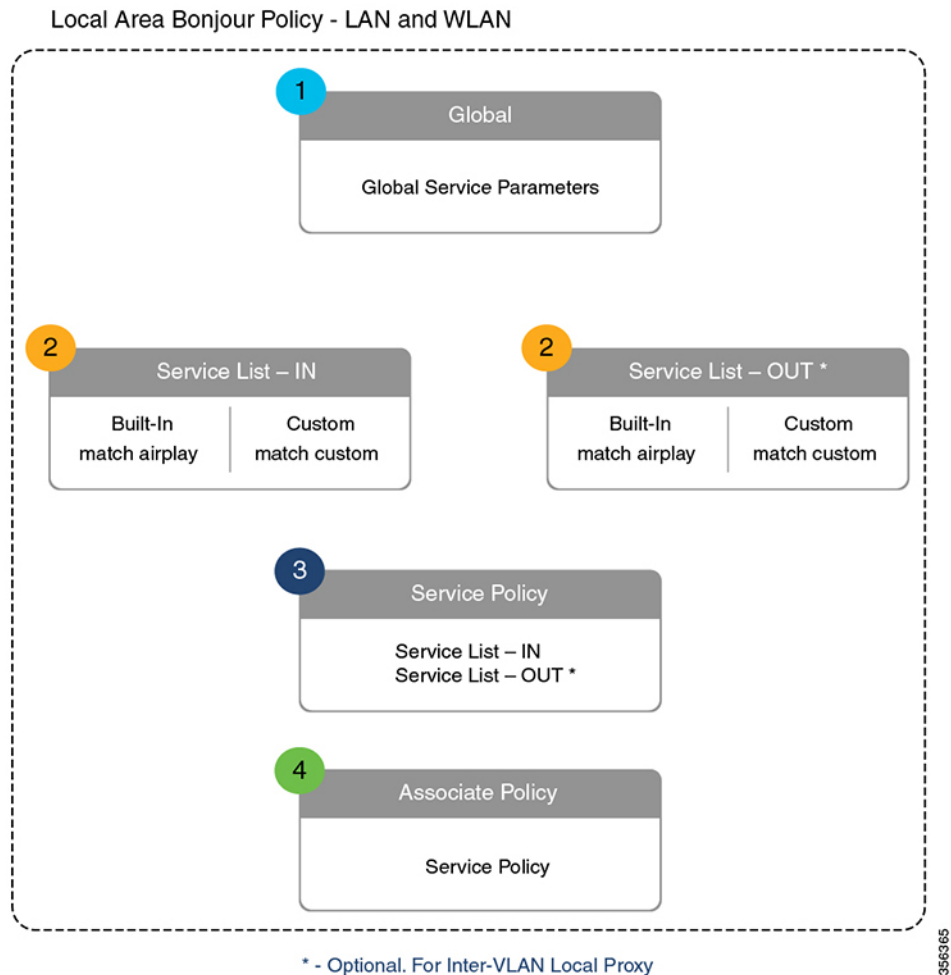 Local Area Bonjour Policy - LAN and WLAN
1
Global
Global Service Parameters
2
Service List – IN
Built-In
match airplay
Custom
match custom
2
Service List – OUT *
Built-In
match airplay
Custom
match custom
3
Service Policy
Service List – IN
Service List – OUT *
4
Associate Policy
Service Policy
* - Optional. For Inter-VLAN Local Proxy
356365